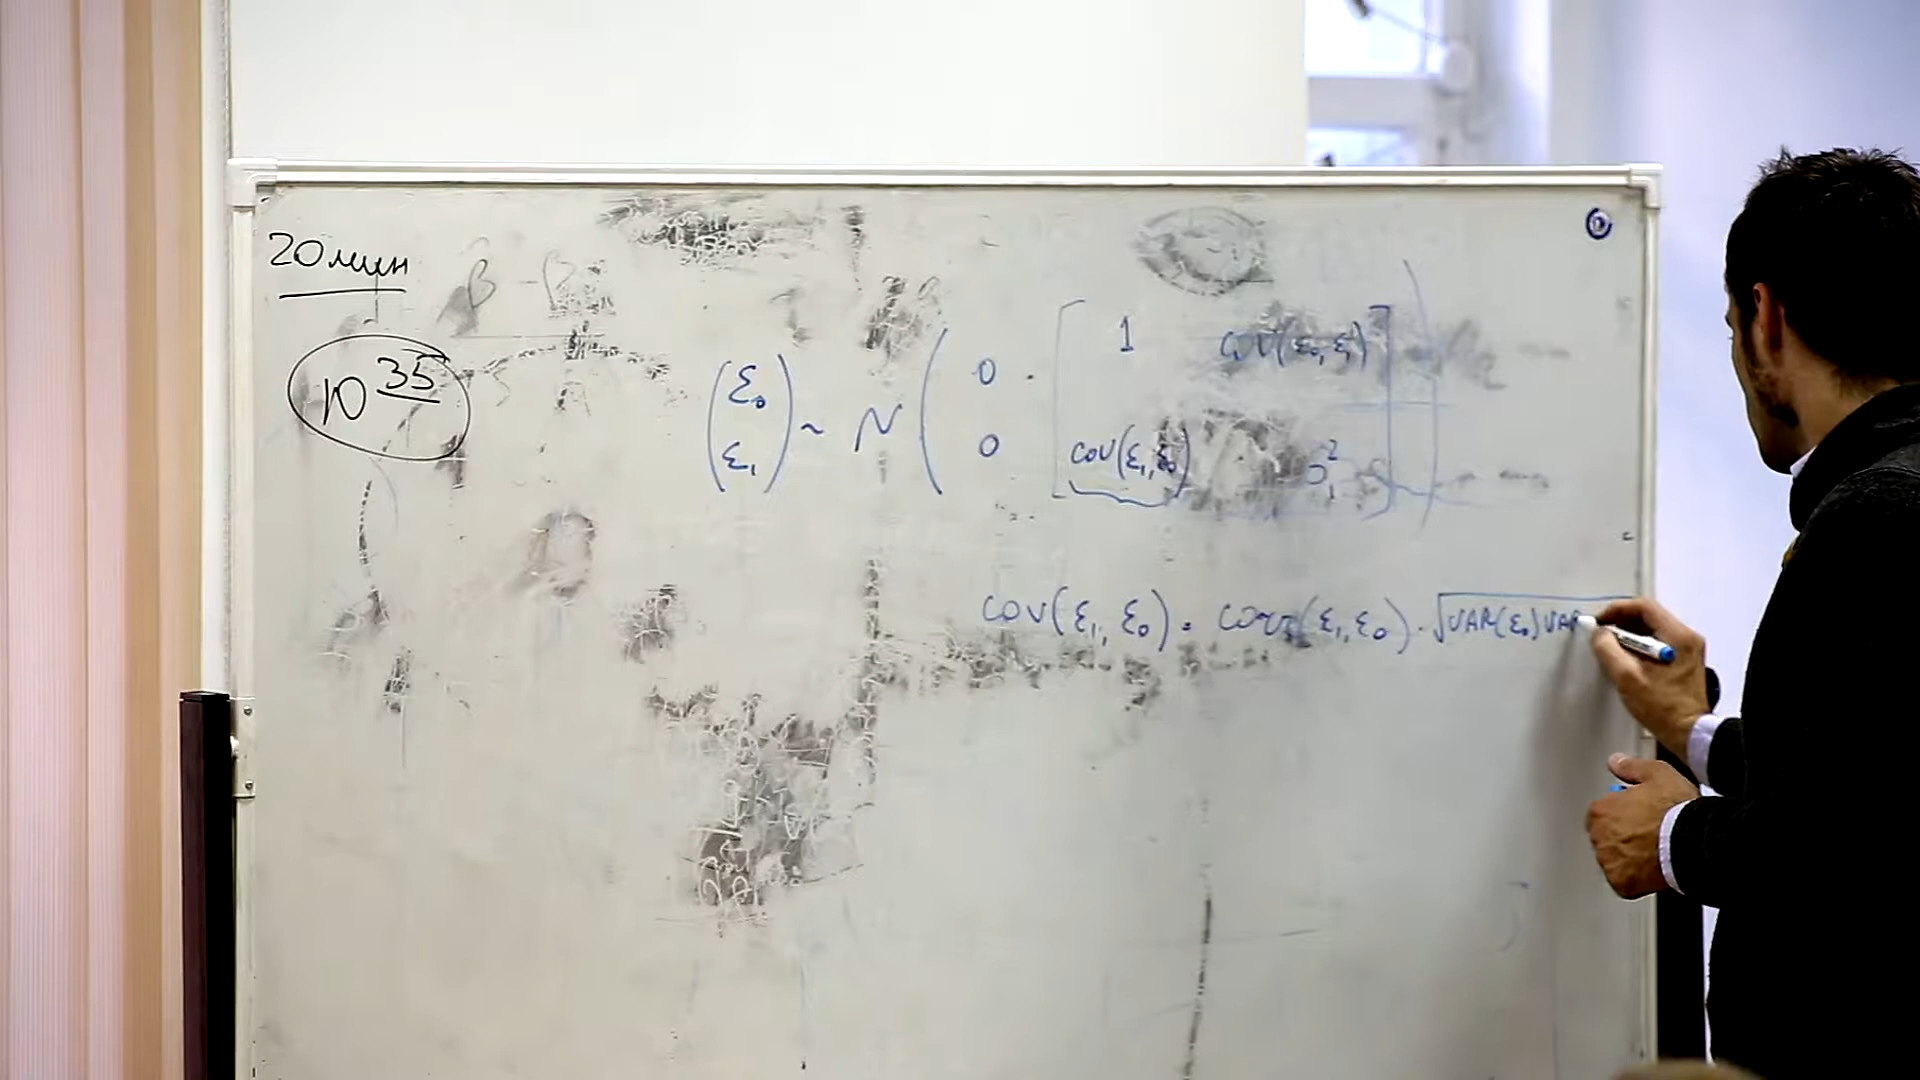 20 мин
10 35
(ε₀ ε₁) ~ N ( 0 0 , [ 1 cov(ε₀, ε₁) cov(ε₁, ε₀) σ₁² ] )
cov(ε₁, ε₀) = corr(ε₁, ε₀) · √VAR(ε₀)VAR